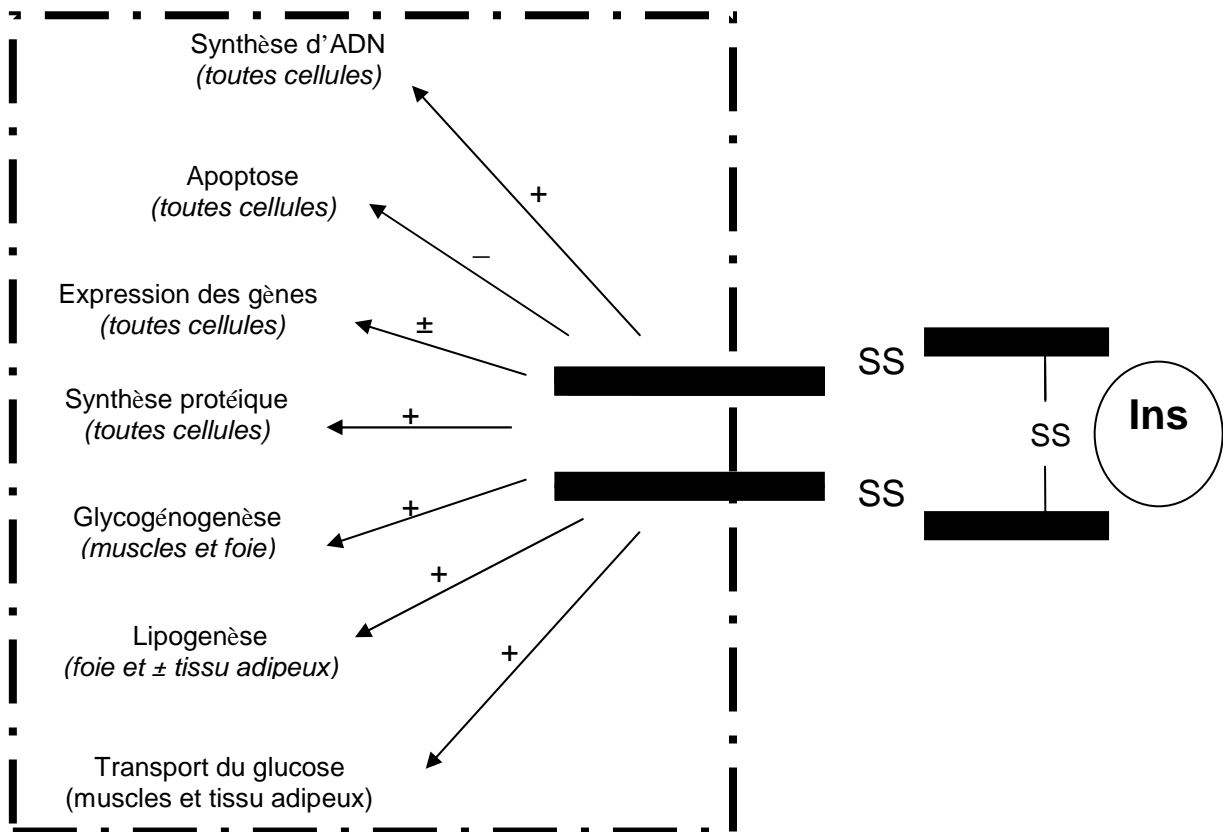 Synthèse d’ADN
(toutes cellules)
+
Apoptose
(toutes cellules)
–
Expression des gènes
(toutes cellules)
±
SS
Synthèse protéique
(toutes cellules)
+
SS
Ins
Glycogénogenèse
(muscles et foie)
+
SS
Lipogenèse
(foie et ± tissu adipeux)
+
Transport du glucose
(muscles et tissu adipeux)
+